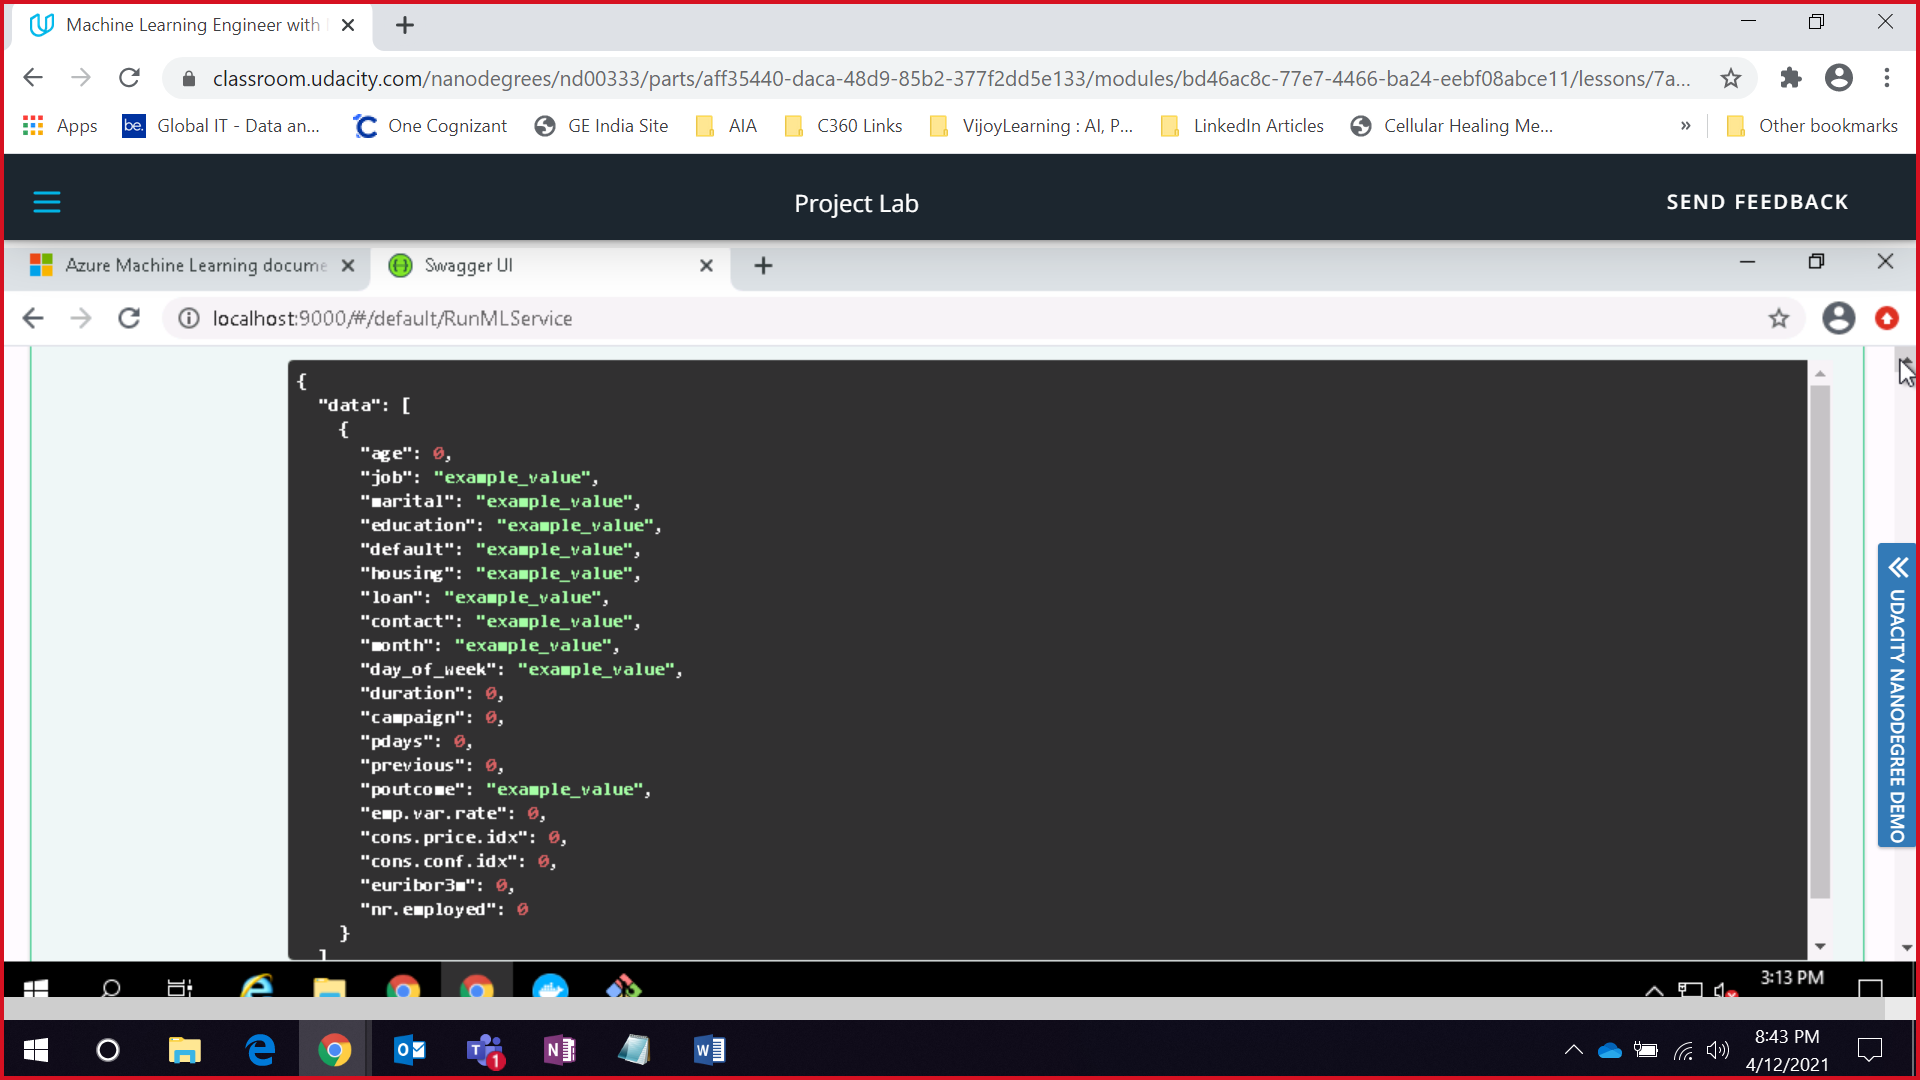 Machine Learning Engineer with
classroom.udacity.com/nanodegrees/nd00333/parts/aff35440-daca-48d9-85b2-377f2dd5e133/modules/bd46ac8c-77e7-4466-ba24-eebf08abce11/lessons/7a...
Apps be. Global IT - Data an... One Cognizant GE India Site AIA C360 Links VijoyLearning : AI, P... LinkedIn Articles Cellular Healing Me... » Other bookmarks
Project Lab SEND FEEDBACK
Azure Machine Learning docume Swagger UI
localhost:9000/#/default/RunMLService
{
"data": [
{
"age": 0,
"job": "example_value",
"marital": "example_value",
"education": "example_value",
"default": "example_value",
"housing": "example_value",
"loan": "example_value",
"contact": "example_value",
"month": "example_value",
"day_of_week": "example_value",
"duration": 0,
"campaign": 0,
"pdays": 0,
"previous": 0,
"poutcome": "example_value",
"emp.var.rate": 0,
"cons.price.idx": 0,
"cons.conf.idx": 0,
"euribor3m": 0,
"nr.employed": 0
}
]
UDACITY NANODEGREE DEMO
3:13 PM
8:43 PM
4/12/2021